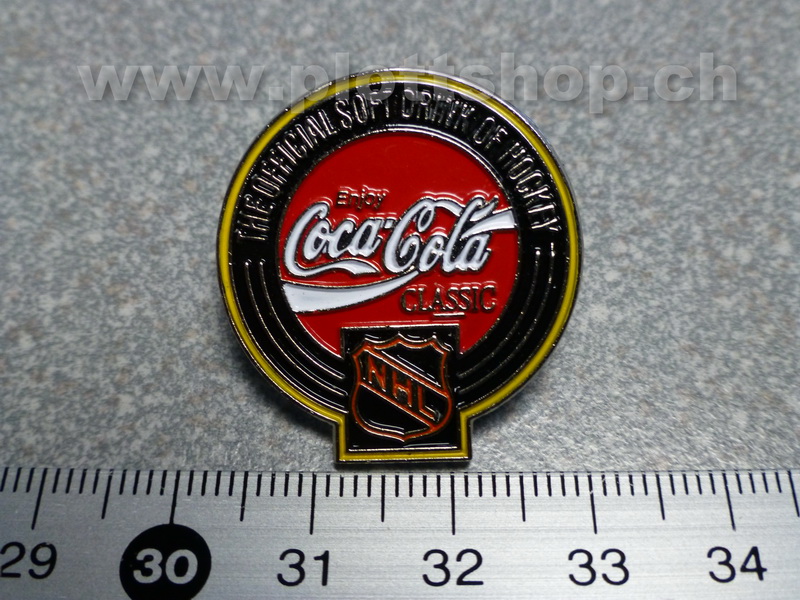 www.plottshop.ch
THE OFFICIAL SOFT DRINK OF HOCKEY
Enjoy
Coca-Cola
CLASSIC
NHL
29 30 31 32 33 34